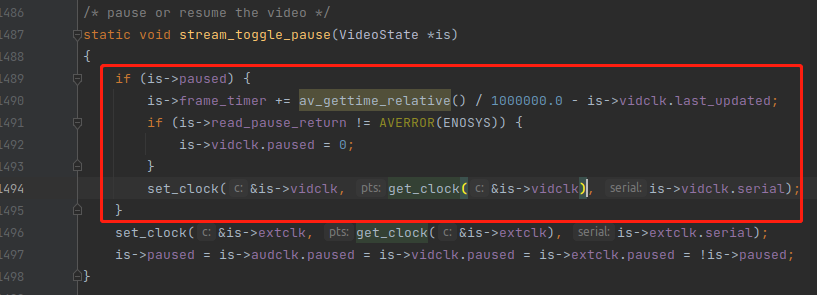 1486 /* pause or resume the video */
1487 static void stream_toggle_pause(VideoState *is)
1488 {
1489 if (is->paused) {
1490 is->frame_timer += av_gettime_relative() / 1000000.0 - is->vidclk.last_updated;
1491 if (is->read_pause_return != AVERROR(ENOSYS)) {
1492 is->vidclk.paused = 0;
1493 }
1494 set_clock( c: &is->vidclk, pts: get_clock( c: &is->vidclk), serial: is->vidclk.serial);
1495 }
1496 set_clock( c: &is->extclk, pts: get_clock( c: &is->extclk), serial: is->extclk.serial);
1497 is->paused = is->audclk.paused = is->vidclk.paused = is->extclk.paused = !is->paused;
1498 }